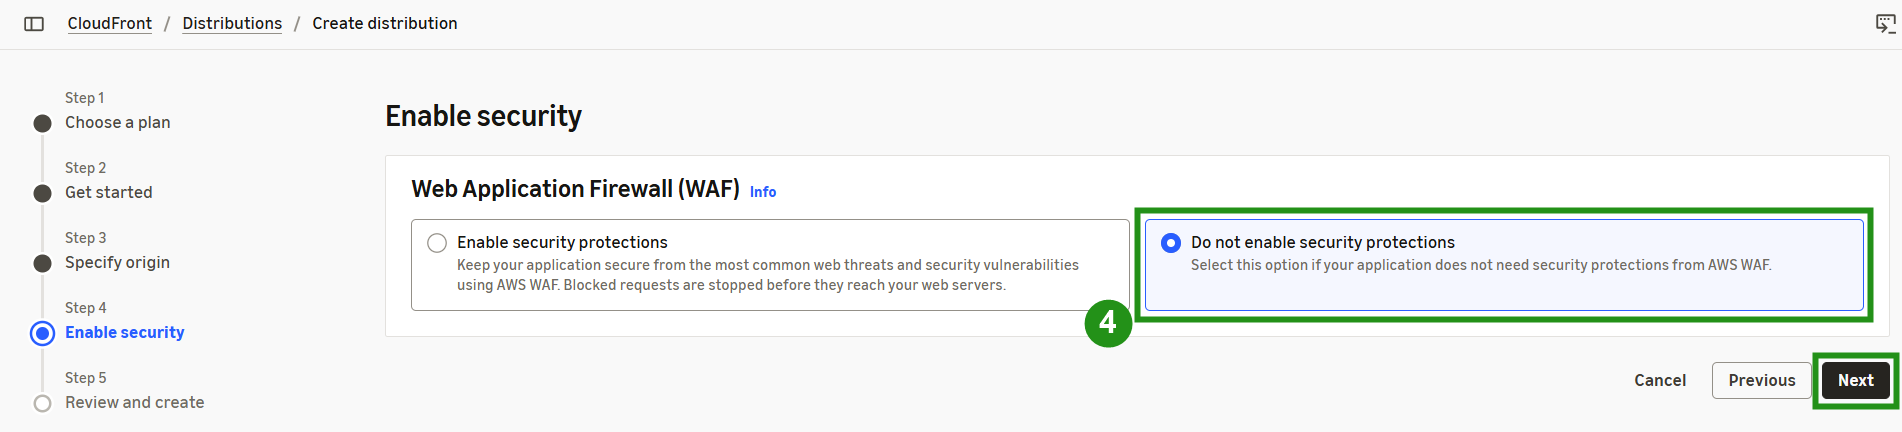 CloudFront / Distributions / Create distribution
Step 1
Choose a plan
Step 2
Get started
Step 3
Specify origin
Step 4
Enable security
Step 5
Review and create
Enable security
Web Application Firewall (WAF) Info
Enable security protections
Keep your application secure from the most common web threats and security vulnerabilities
using AWS WAF. Blocked requests are stopped before they reach your web servers.
Do not enable security protections
Select this option if your application does not need security protections from AWS WAF.
4
Cancel Previous Next